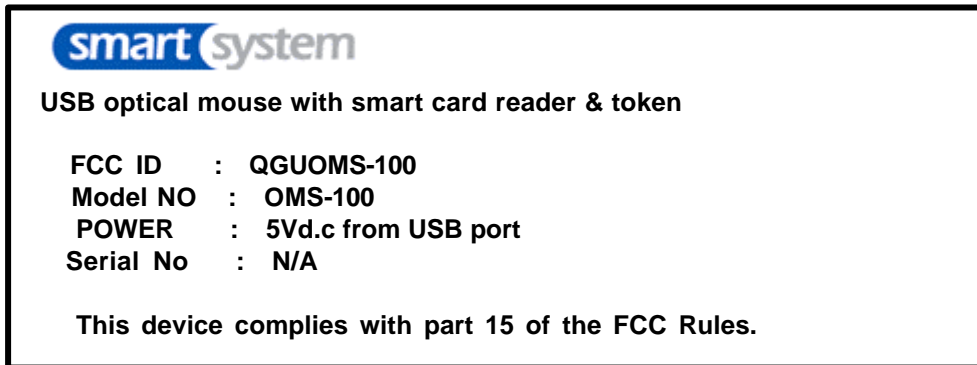 smart system
USB optical mouse with smart card reader & token
FCC ID : QGUOMS-100
Model NO : OMS-100
POWER : 5Vd.c from USB port
Serial No : N/A
This device complies with part 15 of the FCC Rules.